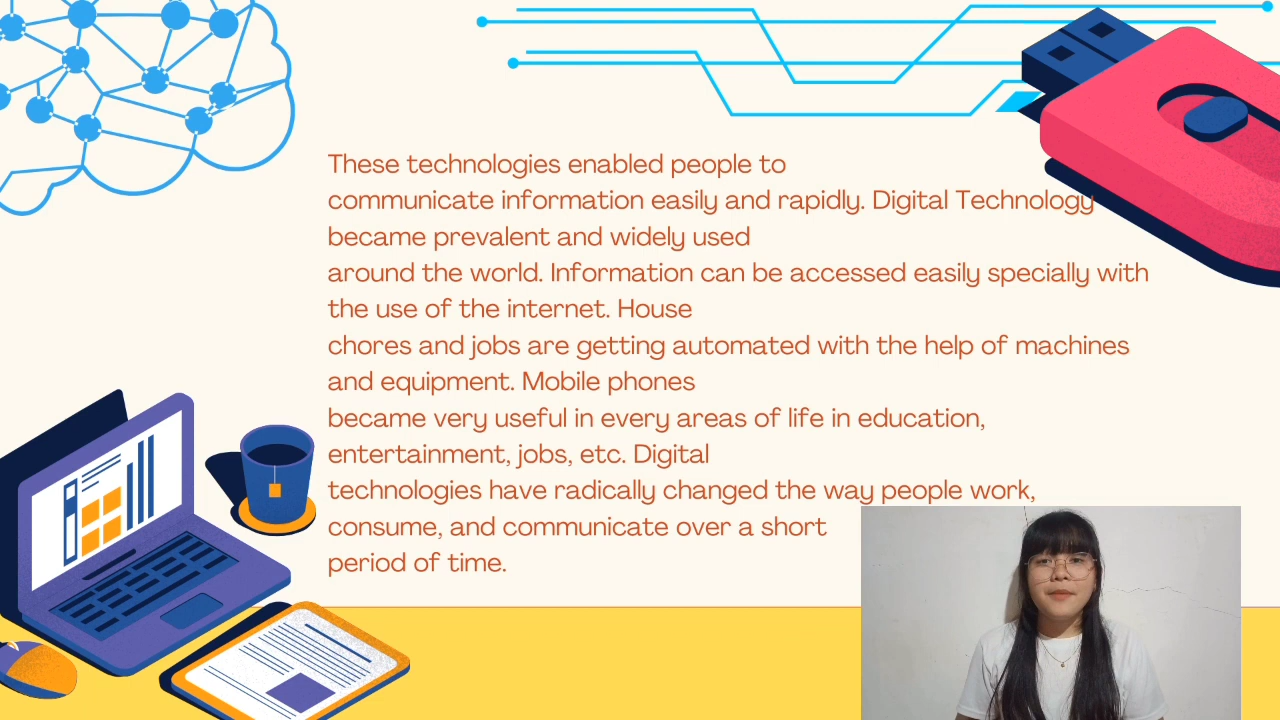 These technologies enabled people to
communicate information easily and rapidly. Digital Technology
became prevalent and widely used
around the world. Information can be accessed easily specially with
the use of the internet. House
chores and jobs are getting automated with the help of machines
and equipment. Mobile phones
became very useful in every areas of life in education,
entertainment, jobs, etc. Digital
technologies have radically changed the way people work,
consume, and communicate over a short
period of time.